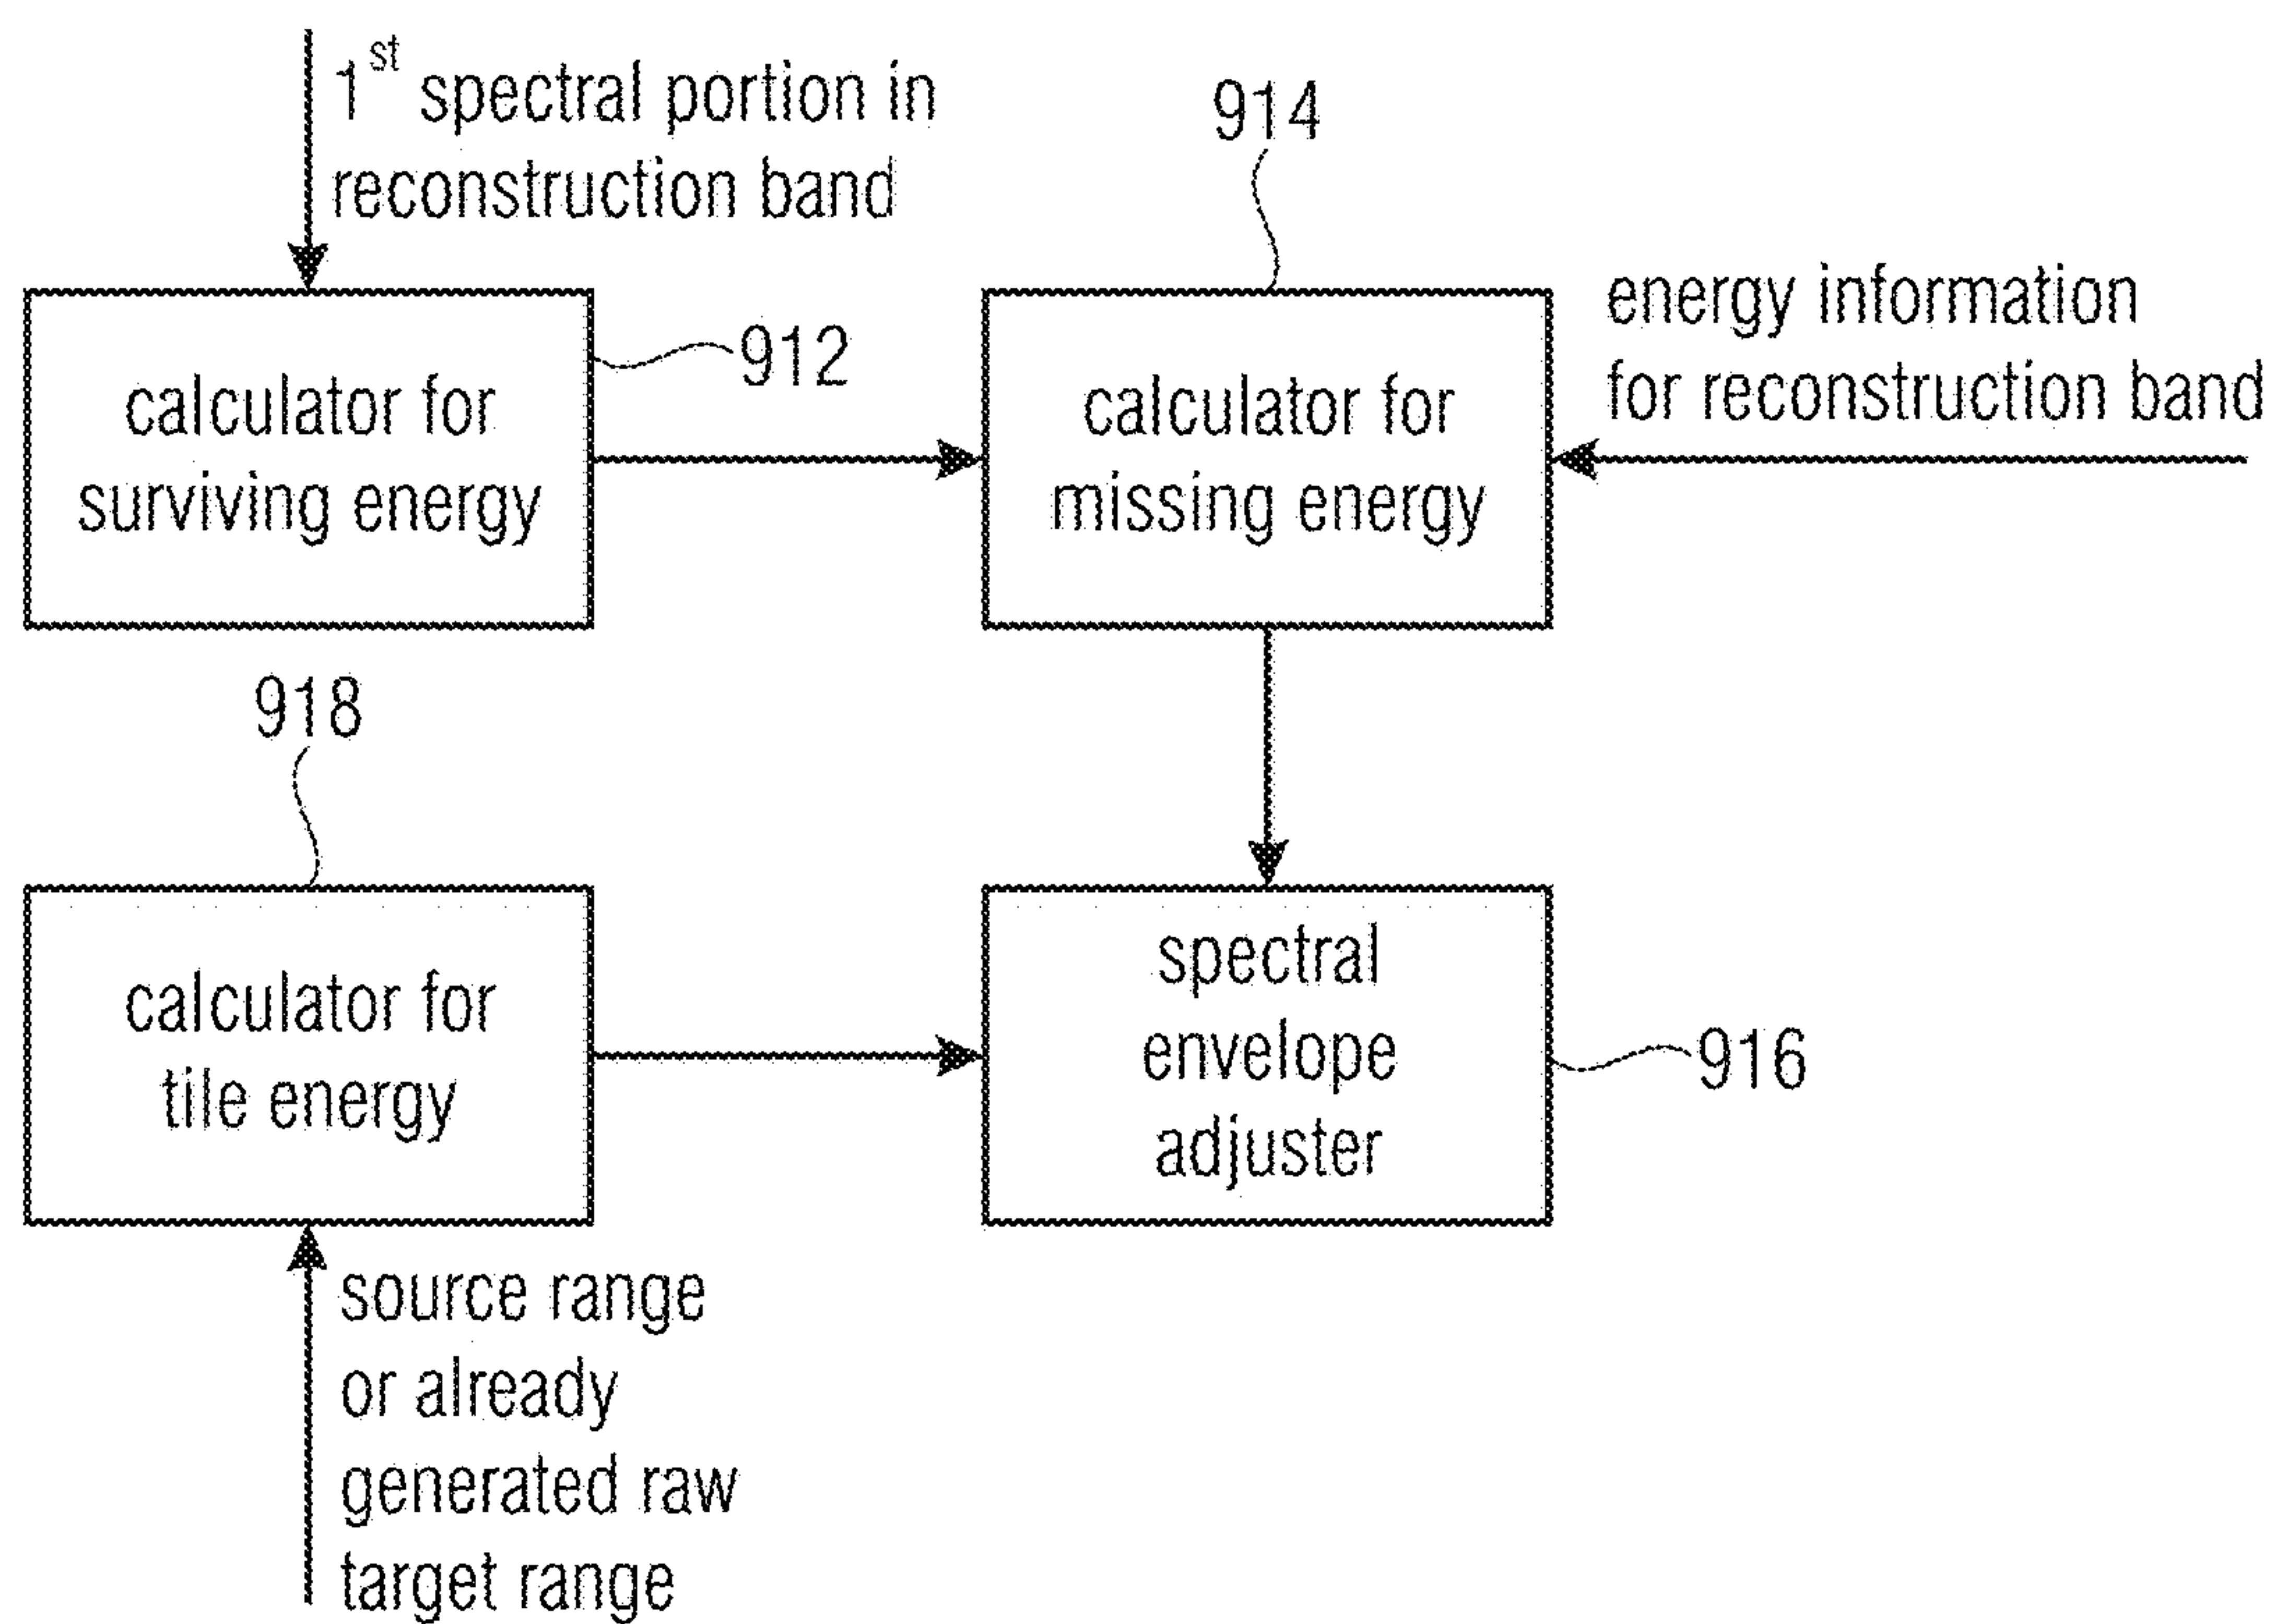 1st spectral portion in
reconstruction band
914
energy information
for reconstruction band
912
calculator for
surviving energy
calculator for
missing energy
918
calculator for
tile energy
spectral
envelope
adjuster
916
source range
or already
generated raw
target range